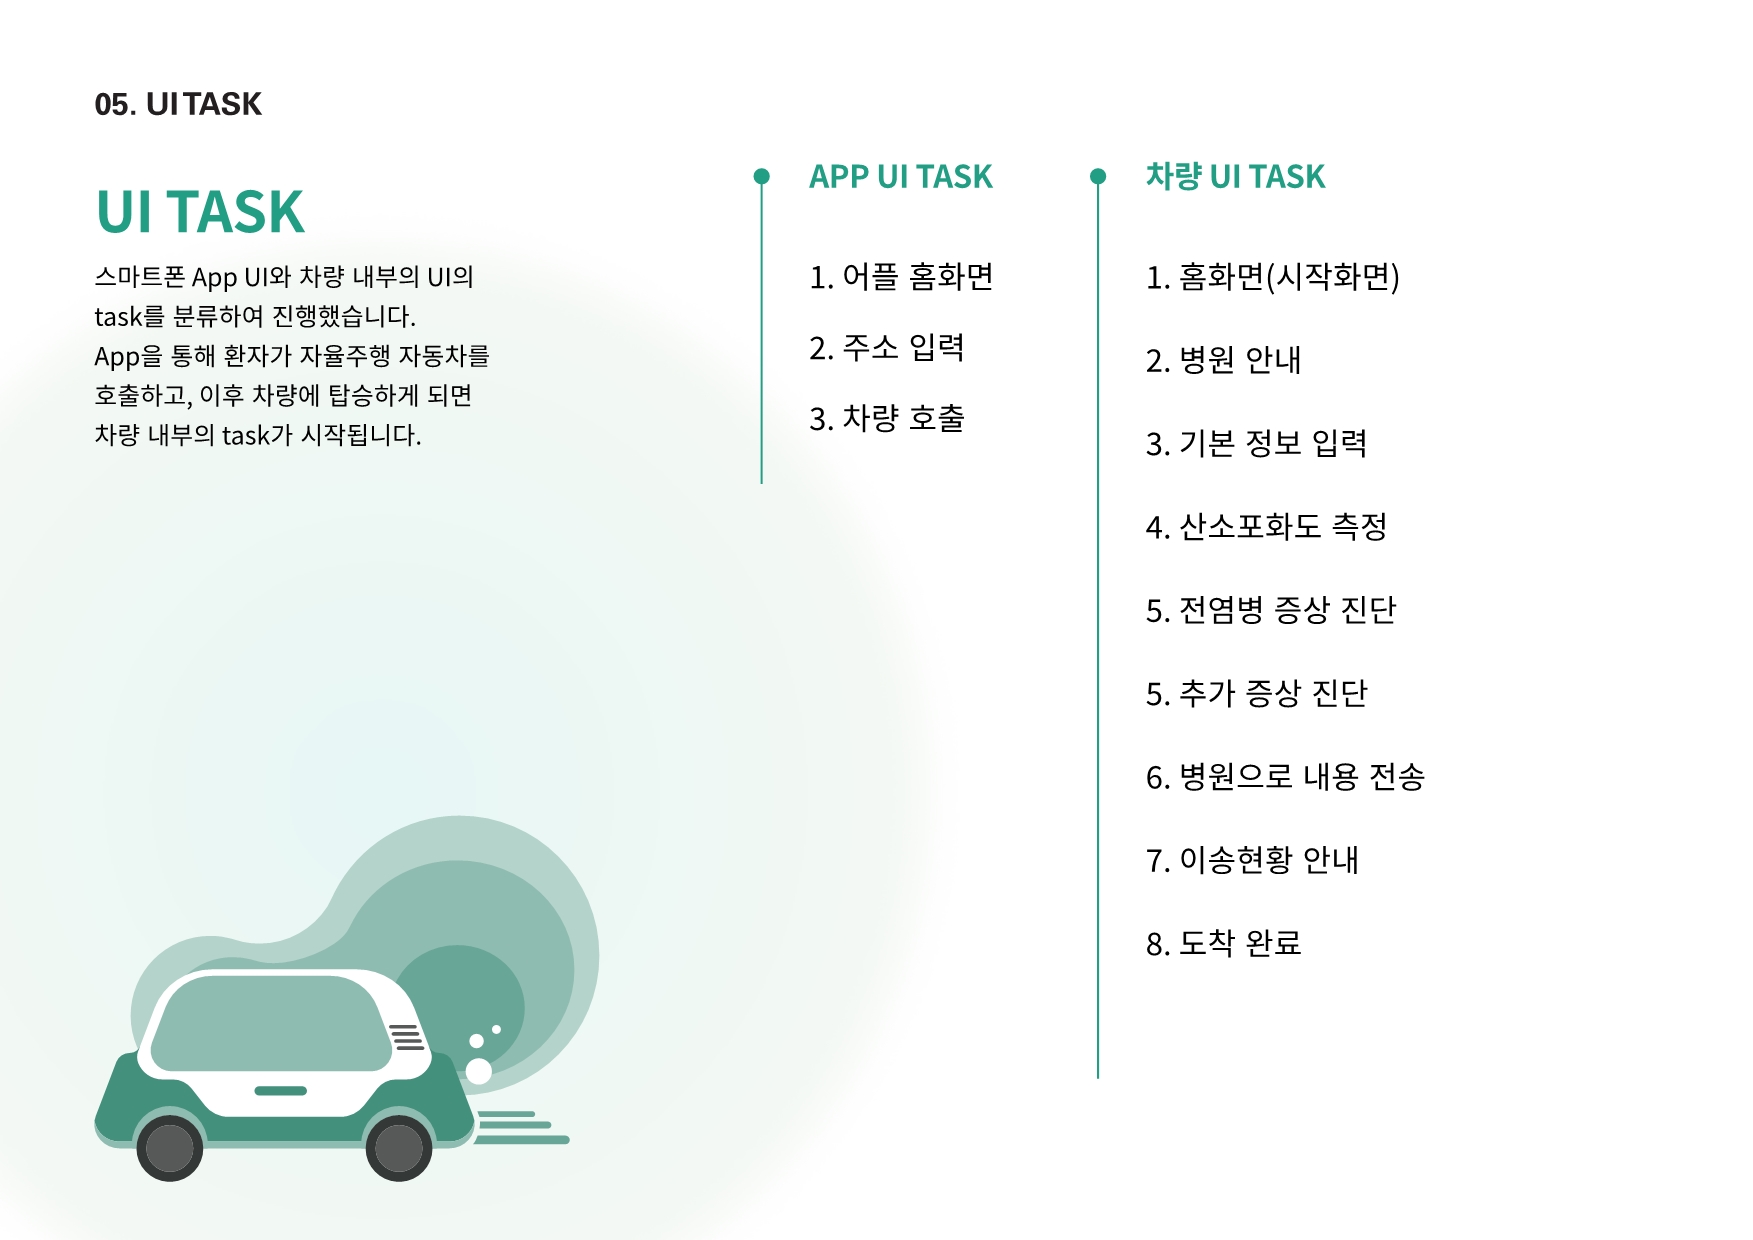 05. UI TASK
UI TASK
스마트폰 App UI와 차량 내부의 UI의
task를 분류하여 진행했습니다.
App을 통해 환자가 자율주행 자동차를
호출하고, 이후 차량에 탑승하게 되면
차량 내부의 task가 시작됩니다.
APP UI TASK
1. 어플 홈화면
2. 주소 입력
3. 차량 호출
차량 UI TASK
1. 홈화면(시작화면)
2. 병원 안내
3. 기본 정보 입력
4. 산소포화도 측정
5. 전염병 증상 진단
5. 추가 증상 진단
6. 병원으로 내용 전송
7. 이송현황 안내
8. 도착 완료